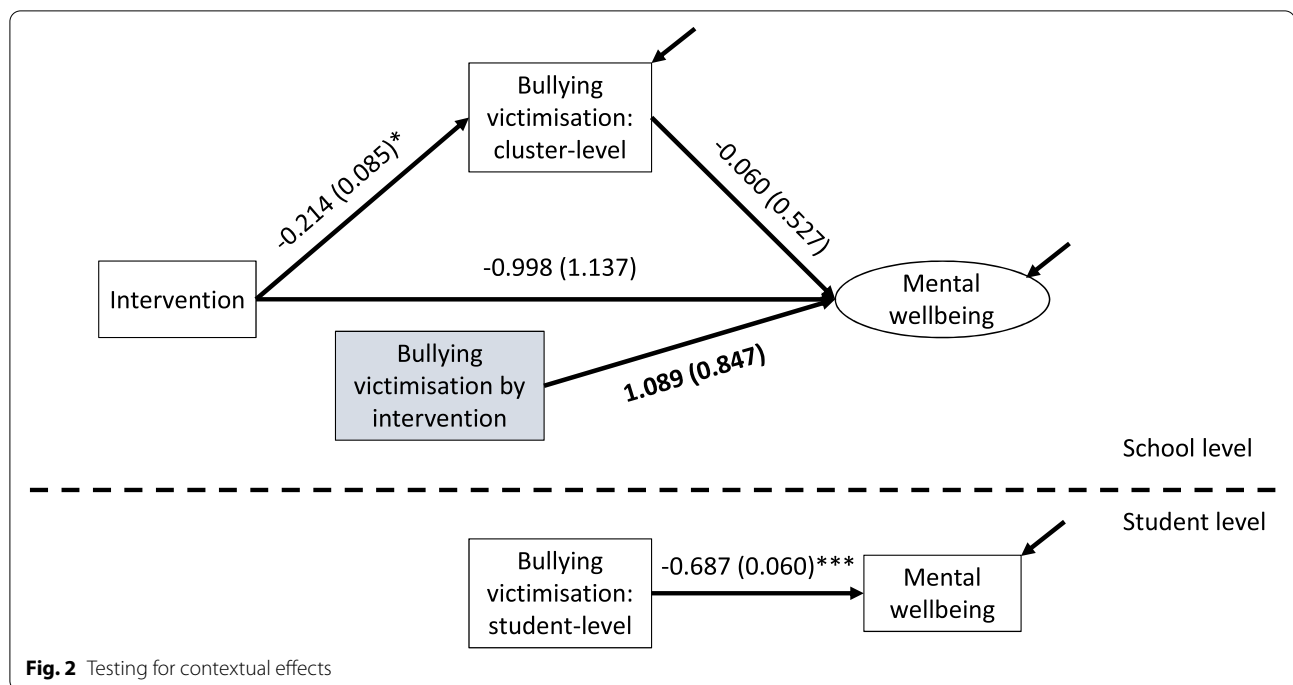 Bullying
victimisation:
cluster-level
-0.214 (0.085)*
-0.060 (0.527)
-0.998 (1.137)
Intervention
Mental
wellbeing
Bullying
victimisation by
intervention
1.089 (0.847)
School level
Student level
Bullying
victimisation:
student-level
-0.687 (0.060)***
Mental
wellbeing
Fig. 2 Testing for contextual effects